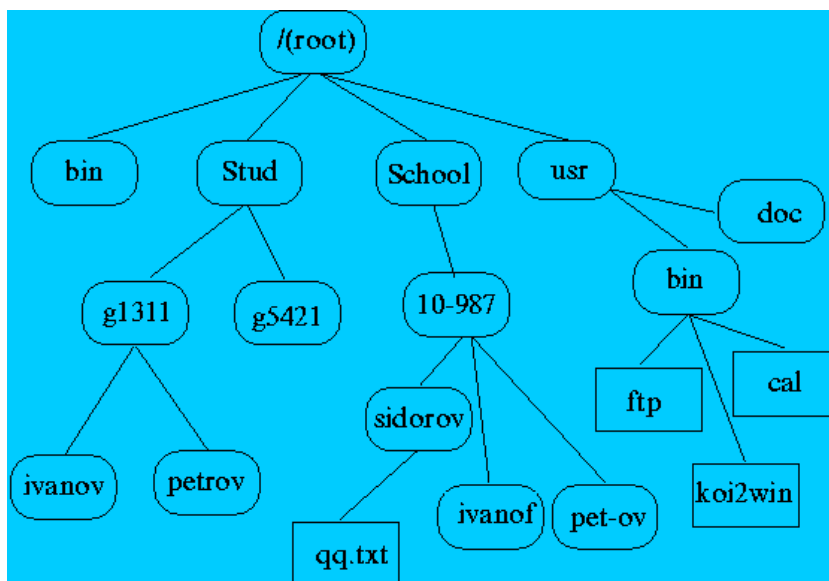 /(root)
bin
Stud
School
usr
doc
g1311
g5421
10-987
bin
sidorov
ftp
cal
ivanov
petrov
ivanof
pet-ov
koi2win
qq.txt